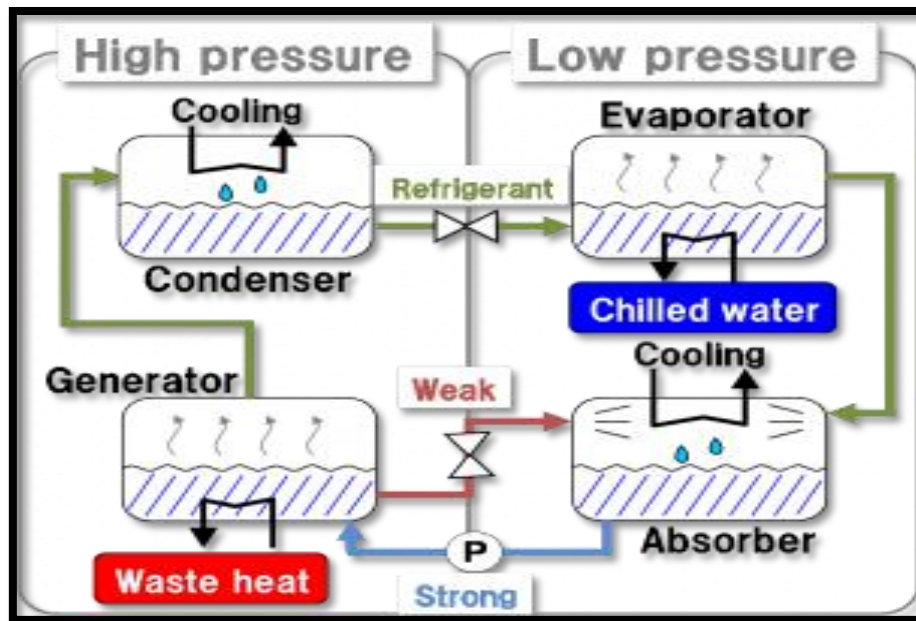 High pressure
Low pressure
Cooling
Evaporator
Refrigerant
Condenser
Chilled water
Cooling
Generator
Weak
Absorber
P
Waste heat
Strong